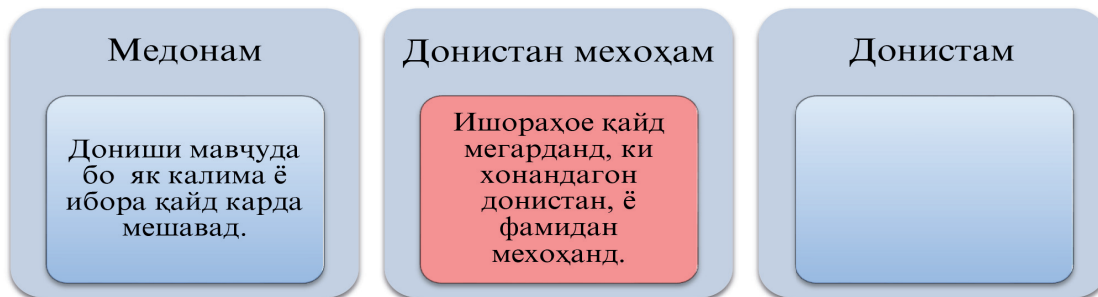 Медонам
Дониши мавҷуда
бо як калима ё
ибора қайд карда
мешавад.
Донистан мехоҳам
Ишораҳое қайд
мегарданд, ки
хонандагон
донистан, ё
фамидан
мехоҳанд.
Донистам